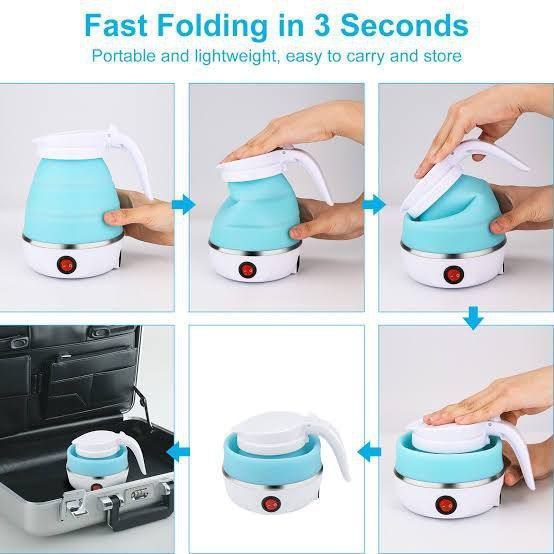 Fast Folding in 3 Seconds
Portable and lightweight, easy to carry and store